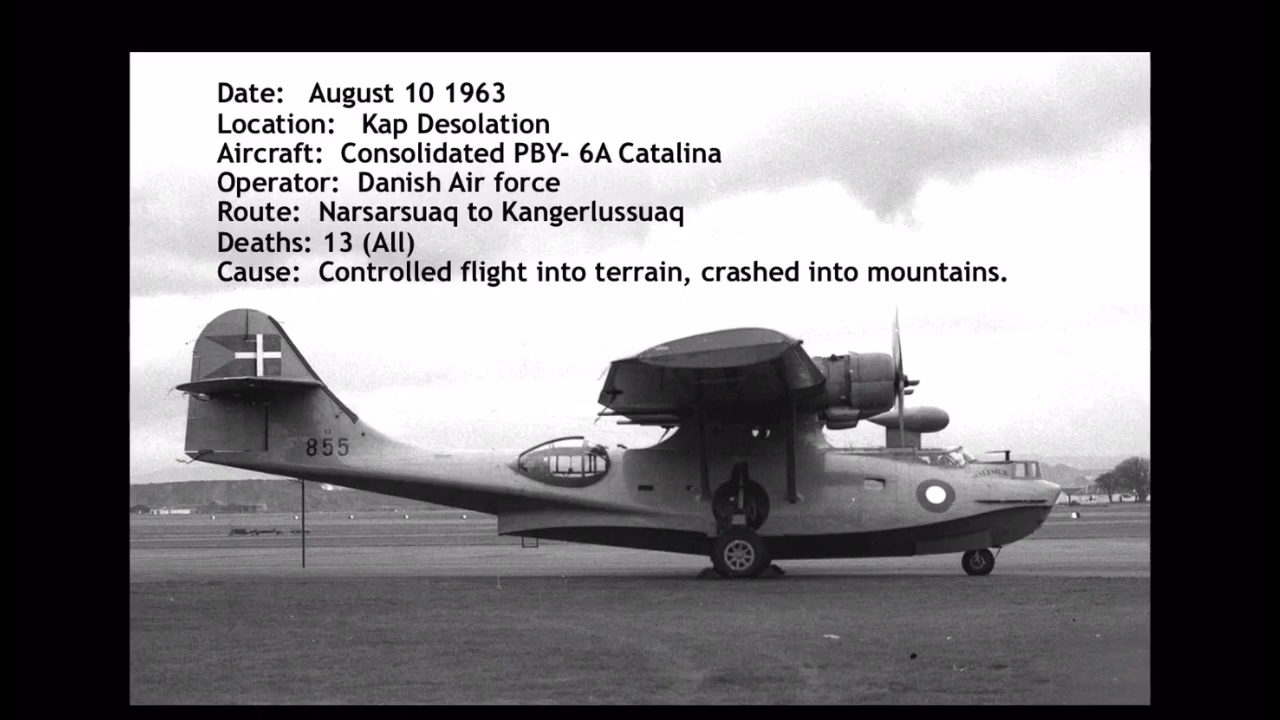 Date: August 10 1963
Location: Kap Desolation
Aircraft: Consolidated PBY- 6A Catalina
Operator: Danish Air force
Route: Narsarsuaq to Kangerlussuaq
Deaths: 13 (All)
Cause: Controlled flight into terrain, crashed into mountains.
855